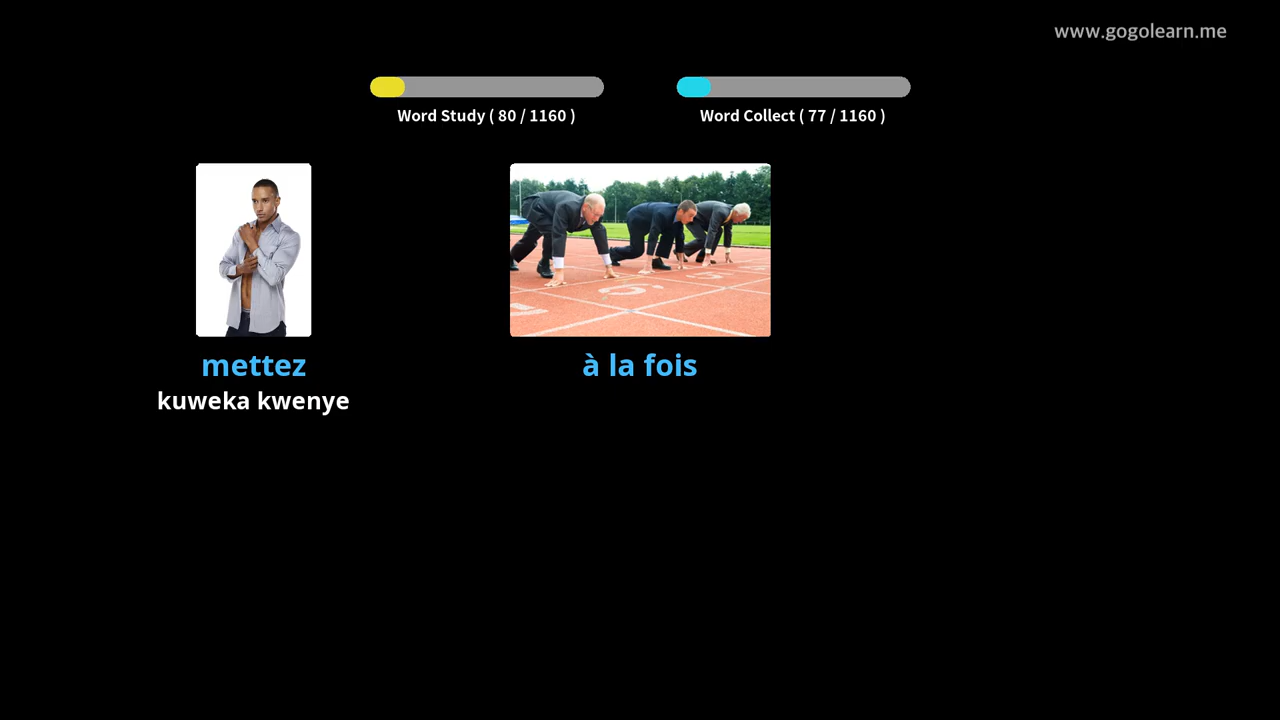 www.gogolearn.me
Word Study ( 80 / 1160 )
Word Collect ( 77 / 1160 )
mettez
kuweka kwenye
à la fois